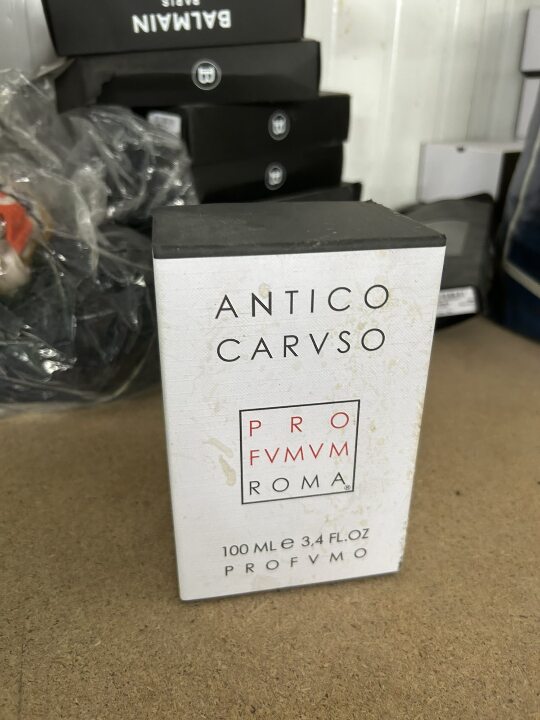 BALMAIN
PARIS
ANTICO
CARVSO
PRO
FVMVM
ROMA®
100 ML e 3,4 FL.OZ
PROFVMO